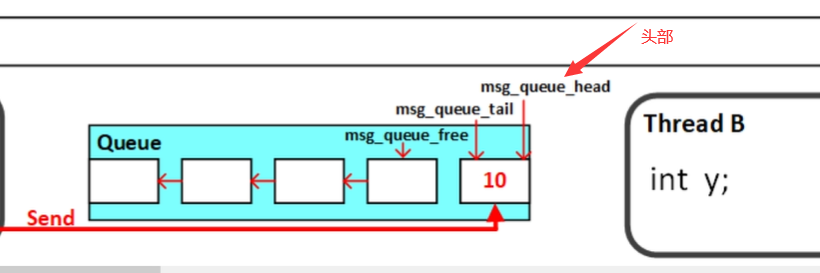 头部
msg_queue_head
msg_queue_tail
msg_queue_free
Queue
10
Send
Thread B
int y;